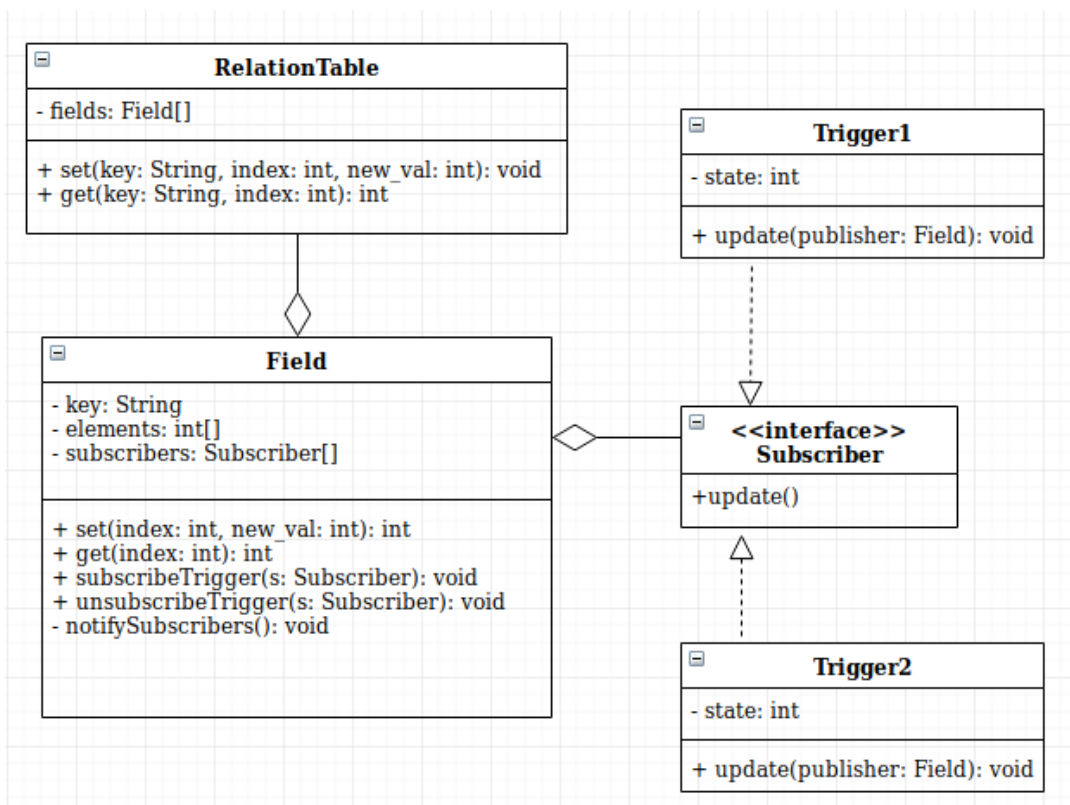 RelationTable
- fields: Field[]
+ set(key: String, index: int, new_val: int): void
+ get(key: String, index: int): int
Trigger1
- state: int
+ update(publisher: Field): void
Field
- key: String
- elements: int[]
- subscribers: Subscriber[]
+ set(index: int, new_val: int): int
+ get(index: int): int
+ subscribeTrigger(s: Subscriber): void
+ unsubscribeTrigger(s: Subscriber): void
- notifySubscribers(): void
<<interface>>
Subscriber
+update()
Trigger2
- state: int
+ update(publisher: Field): void